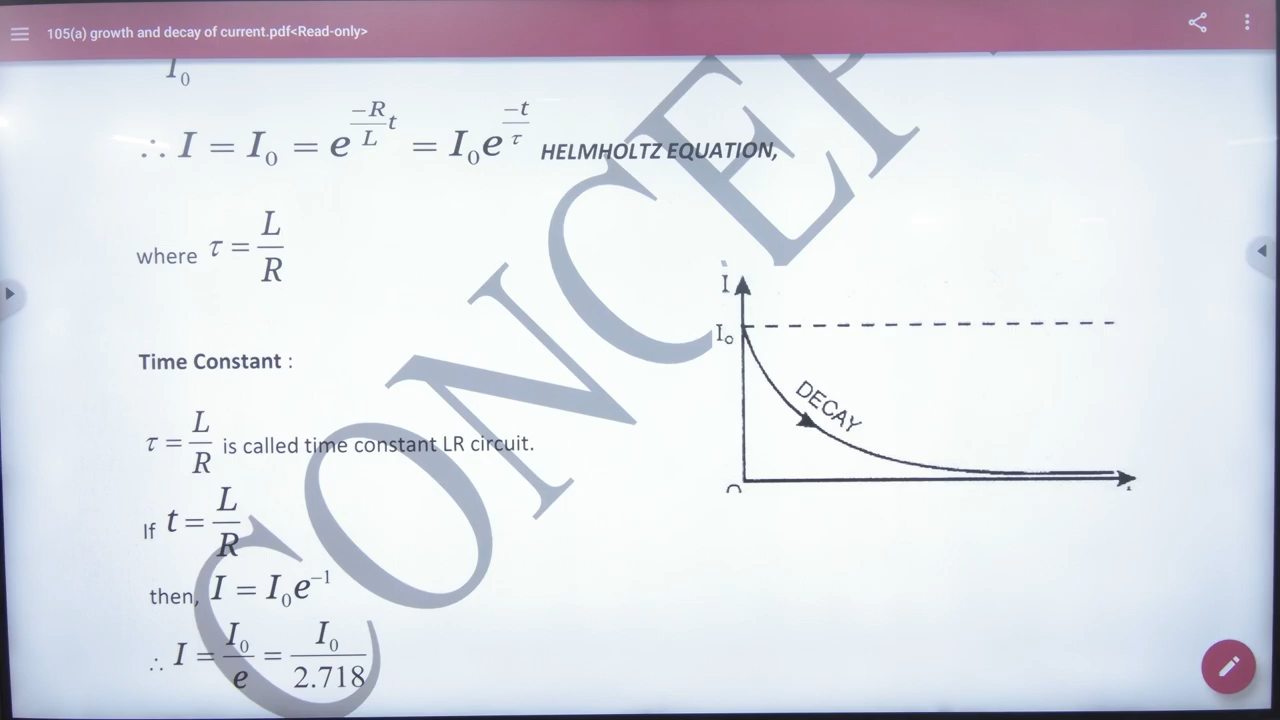 105(a) growth and decay of current.pdf<Read-only>
I₀
∴ I = I₀ = e^(-R/L t) = I₀e^(-t/τ) HELMHOLTZ EQUATION,
where τ = L/R
Time Constant :
τ = L/R is called time constant LR circuit.
If t = L/R
then, I = I₀e⁻¹
∴ I = I₀/e = I₀/2.718
I
I₀
DECAY
CONCEP